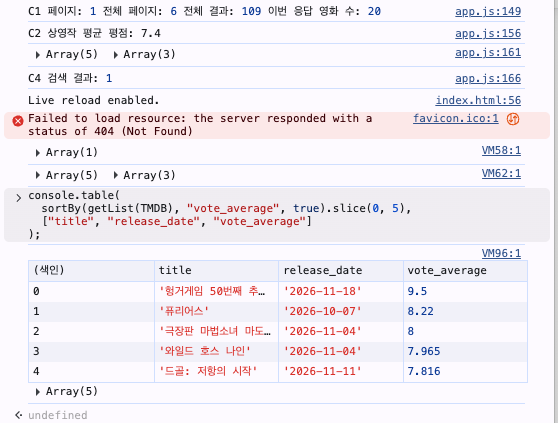 C1 페이지: 1 전체 페이지: 6 전체 결과: 109 이번 응답 영화 수: 20 app.js:149
C2 상영작 평균 평점: 7.4 app.js:156
▶ Array(5) ▶ Array(3) app.js:161
C4 검색 결과: 1 app.js:166
Live reload enabled. index.html:56
Failed to load resource: the server responded with a favicon.ico:1
status of 404 (Not Found)
▶ Array(1) VM58:1
▶ Array(5) ▶ Array(3) VM62:1
> console.table(
sortBy(getList(TMDB), "vote_average", true).slice(0, 5),
["title", "release_date", "vote_average"]
);
VM96:1
(색인) title release_date vote_average
0 '헝거게임 50번째 추… '2026-11-18' 9.5
1 '퓨리어스' '2026-10-07' 8.22
2 '극장판 마법소녀 마도… '2026-11-04' 8
3 '와일드 호스 나인' '2026-11-04' 7.965
4 '드골: 저항의 시작' '2026-11-11' 7.816
▶ Array(5)
undefined